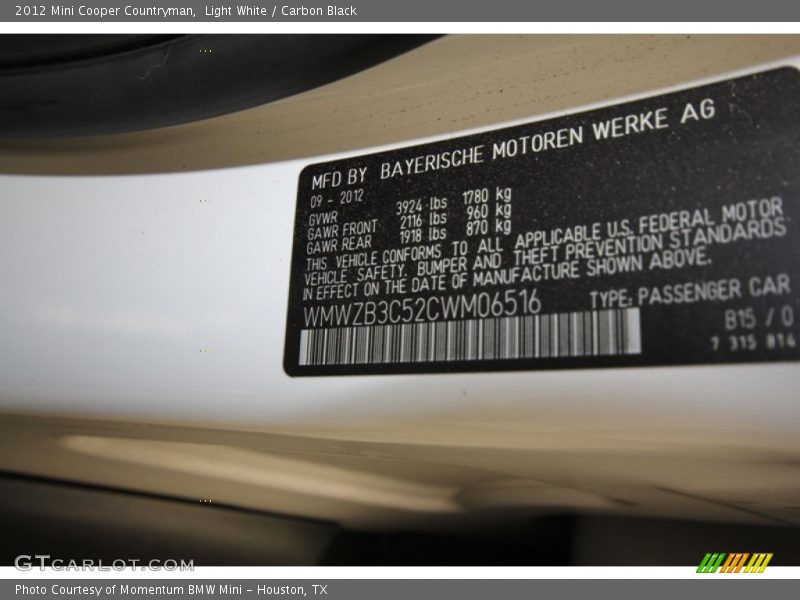 2012 Mini Cooper Countryman,  Light White / Carbon Black
MFD BY BAYERISCHE MOTOREN WERKE AG
09 - 2012
GVWR 3924 lbs 1780 kg
GAWR FRONT 2116 lbs 960 kg
GAWR REAR 1918 lbs 870 kg
THIS VEHICLE CONFORMS TO ALL APPLICABLE U.S. FEDERAL MOTOR
VEHICLE SAFETY, BUMPER AND THEFT PREVENTION STANDARDS
IN EFFECT ON THE DATE OF MANUFACTURE SHOWN ABOVE.
WMWZB3C52CWM06516 TYPE: PASSENGER CAR
B15 / 0
7 315 014
GTCARLOT.COM
Photo Courtesy of Momentum BMW Mini - Houston, TX